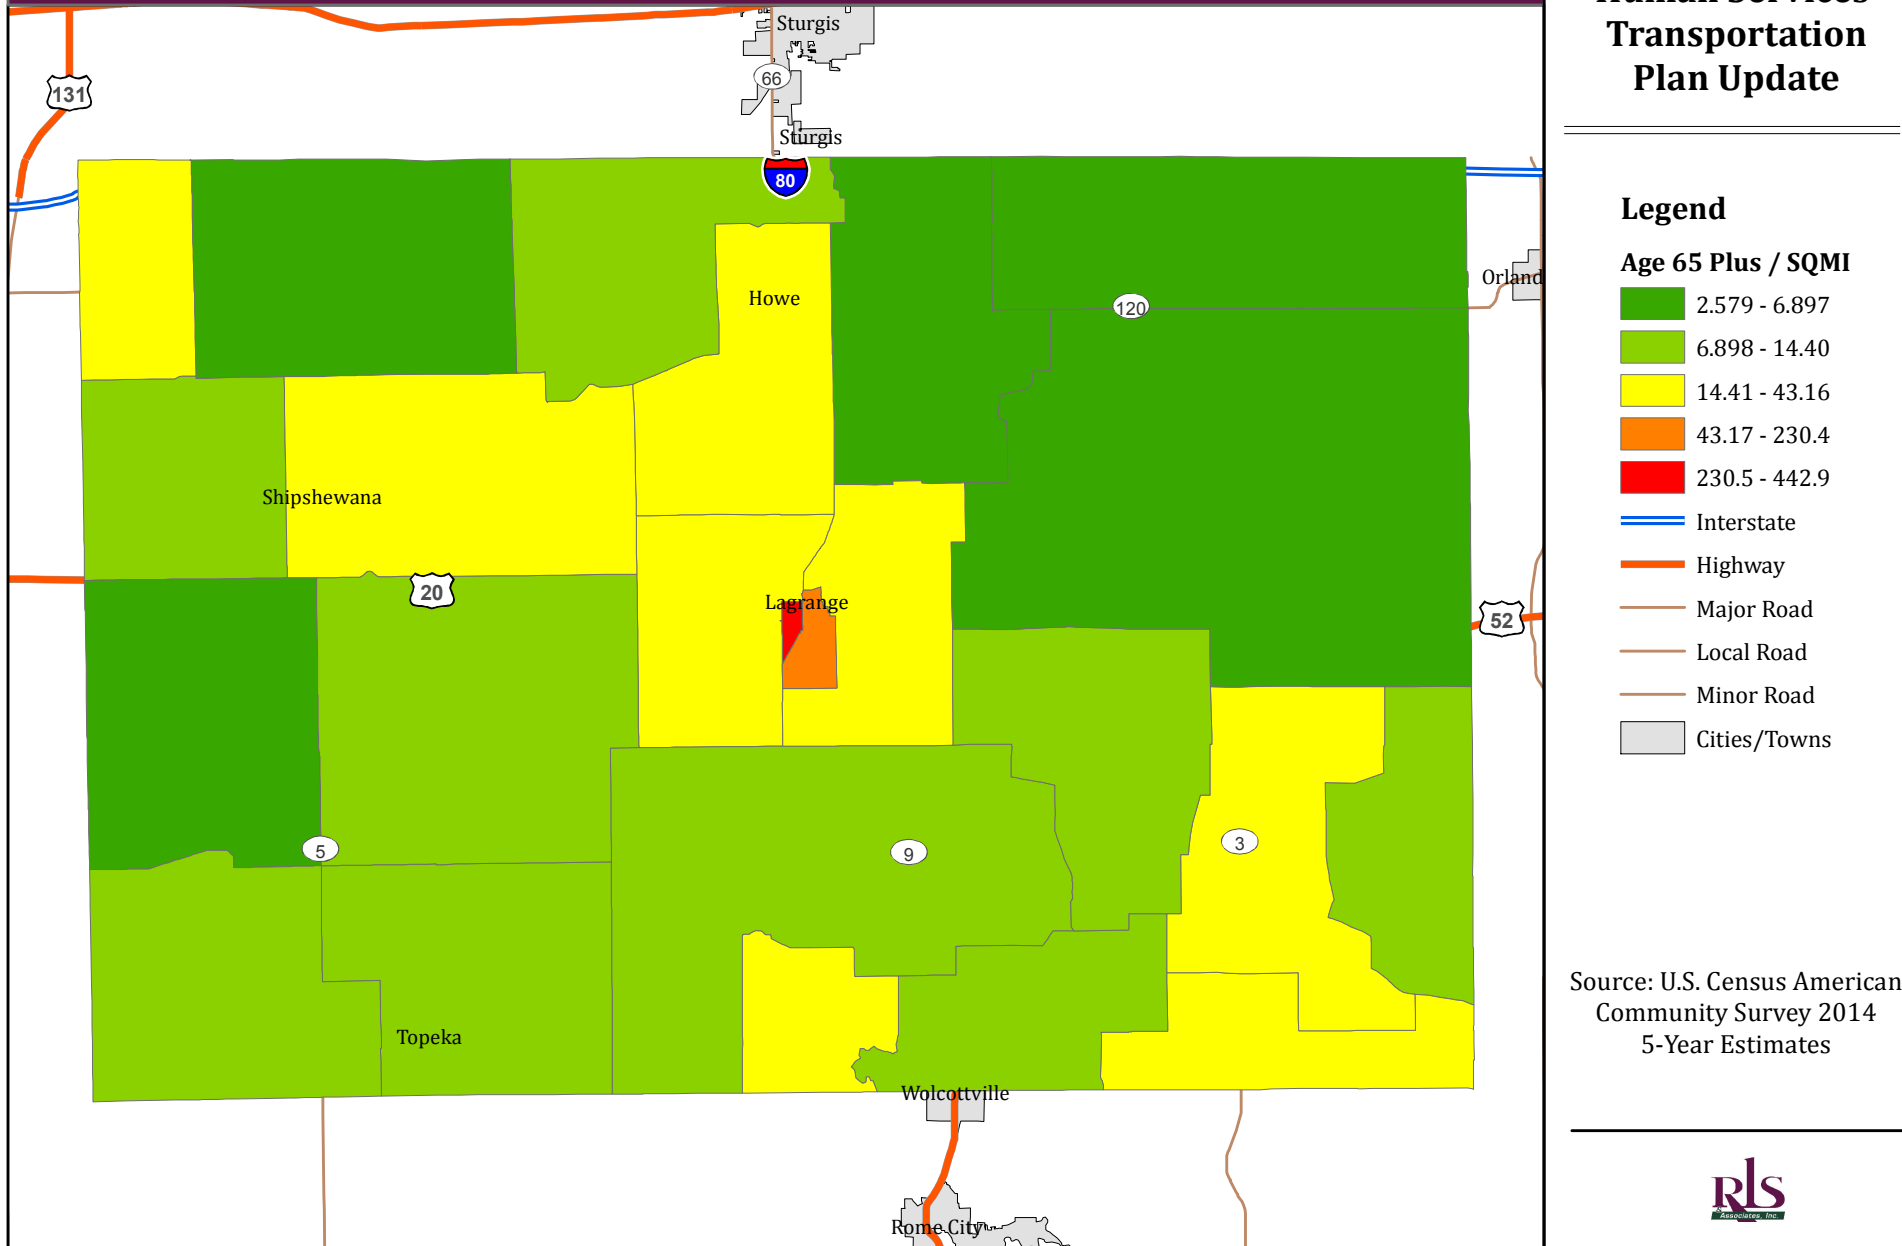 Transportation
Plan Update
Legend
Age 65 Plus / SQMI
2.579 - 6.897
6.898 - 14.40
14.41 - 43.16
43.17 - 230.4
230.5 - 442.9
Interstate
Highway
Major Road
Local Road
Minor Road
Cities/Towns
Source: U.S. Census American
Community Survey 2014
5-Year Estimates
RLS
& Associates, Inc.
Sturgis
131
66
Sturgis
80
Orland
Howe
120
Shipshewana
20
Lagrange
52
5
9
3
Topeka
Wolcottville
Rome City